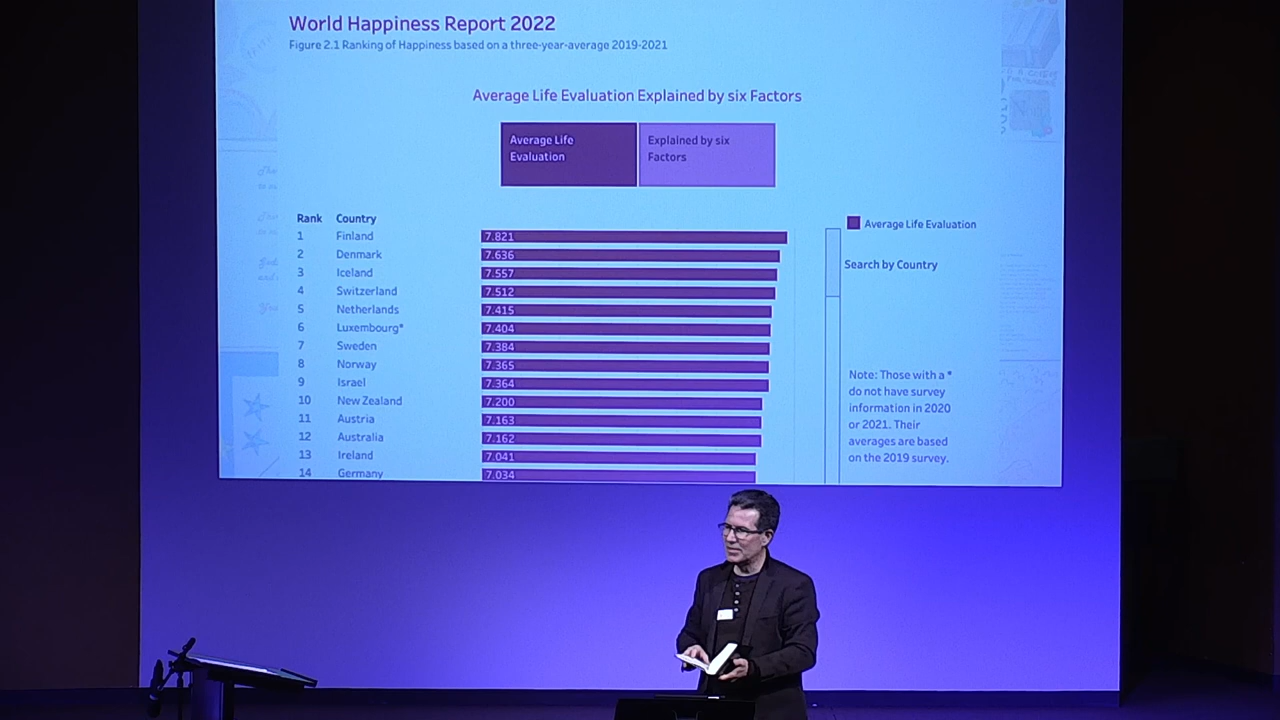 World Happiness Report 2022
Figure 2.1 Ranking of Happiness based on a three-year-average 2019-2021
Average Life Evaluation Explained by six Factors
Average Life
Evaluation
Explained by six
Factors
Rank Country
1 Finland 7.821
2 Denmark 7.636
3 Iceland 7.557
4 Switzerland 7.512
5 Netherlands 7.415
6 Luxembourg* 7.404
7 Sweden 7.384
8 Norway 7.365
9 Israel 7.364
10 New Zealand 7.200
11 Austria 7.163
12 Australia 7.162
13 Ireland 7.041
14 Germany 7.034
Average Life Evaluation
Search by Country
Note: Those with a *
do not have survey
information in 2020
or 2021. Their
averages are based
on the 2019 survey.